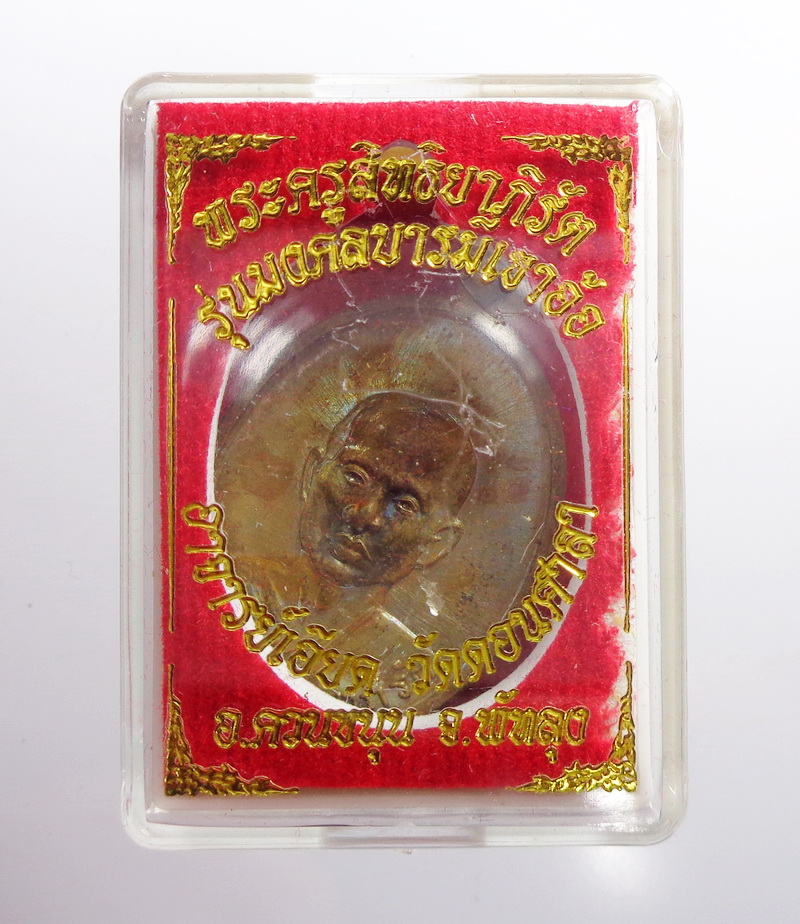 พระครูสิทธิยาภิรัต
รุ่นมงคลบารมีเขาอ้อ
อาจารย์เอียด วัดดอนศาลา
อ.ควนขนุน จ.พัทลุง